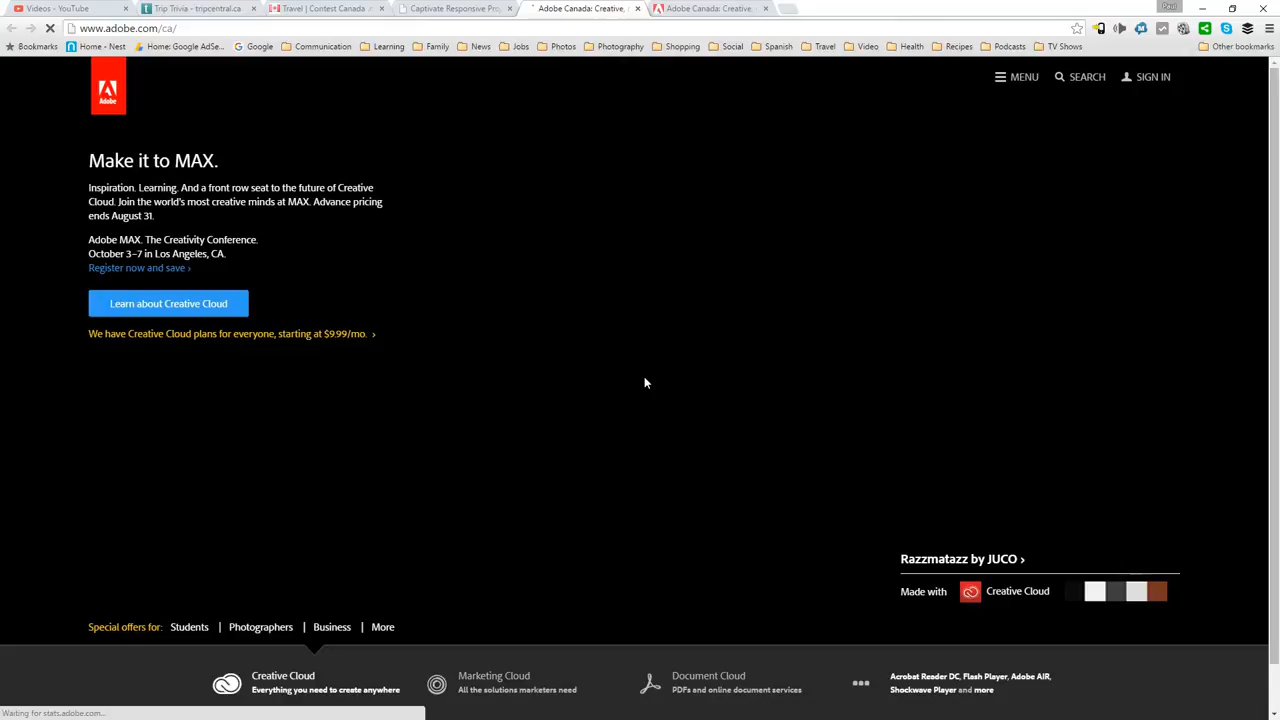 Videos - YouTube
Trip Trivia - tripcentral.ca
Travel | Contest Canada
Captivate Responsive Proj
Adobe Canada: Creative,
Adobe Canada: Creative,
Paul
www.adobe.com/ca/
Bookmarks
Home - Nest
Home: Google AdSe...
Google
Communication
Learning
Family
News
Jobs
Photos
Photography
Shopping
Social
Spanish
Travel
Video
Health
Recipes
Podcasts
TV Shows
Other bookmarks
Adobe
MENU
SEARCH
SIGN IN
Make it to MAX.
Inspiration. Learning. And a front row seat to the future of Creative
Cloud. Join the world's most creative minds at MAX. Advance pricing
ends August 31.
Adobe MAX. The Creativity Conference.
October 3–7 in Los Angeles, CA.
Register now and save ›
Learn about Creative Cloud
We have Creative Cloud plans for everyone, starting at $9.99/mo. ›
Razzmatazz by JUCO ›
Made with Creative Cloud
Special offers for: Students | Photographers | Business | More
Creative Cloud
Everything you need to create anywhere
Marketing Cloud
All the solutions marketers need
Document Cloud
PDFs and online document services
Acrobat Reader DC, Flash Player, Adobe AIR,
Shockwave Player and more
Waiting for stats.adobe.com...